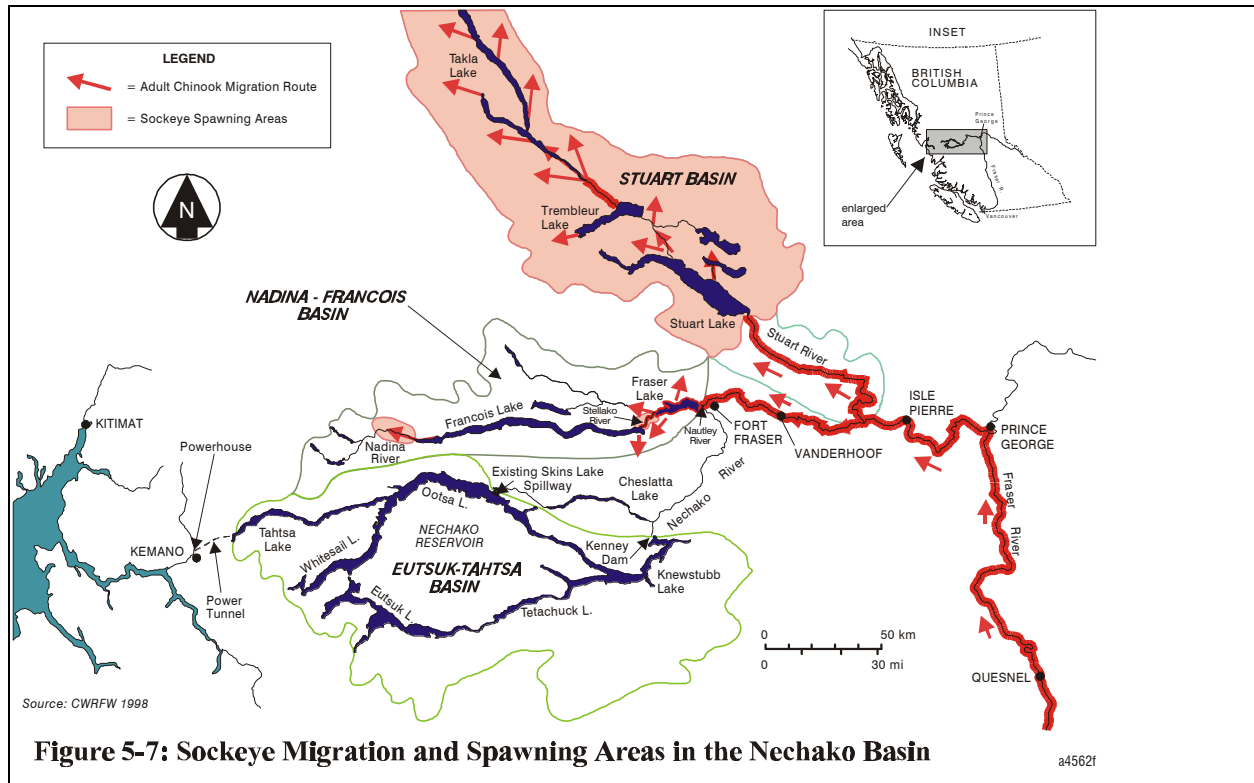 LEGEND
= Adult Chinook Migration Route
= Sockeye Spawning Areas
N
INSET
BRITISH
COLUMBIA
Prince
George
Fraser R.
Vancouver
enlarged
area
Takla
Lake
STUART BASIN
Trembleur
Lake
Stuart Lake
Stuart River
NADINA - FRANCOIS
BASIN
Fraser
Lake
Francois Lake
Stellako
River
Nautley
River
FORT
FRASER
VANDERHOOF
ISLE
PIERRE
PRINCE
GEORGE
Nadina
River
KITIMAT
Powerhouse
Existing Skins Lake
Spillway
Cheslatta
Lake
Nechako
River
Fraser
River
Ootsa L.
NECHAKO
RESERVOIR
Tahtsa
Lake
KEMANO
Whitesail L.
EUTSUK-TAHTSA
BASIN
Kenney
Dam
Knewstubb
Lake
Power
Tunnel
Eutsuk L.
Tetachuck L.
0 50 km
0 30 mi
QUESNEL
Source: CWRFW 1998
Figure 5-7: Sockeye Migration and Spawning Areas in the Nechako Basin
a4562f